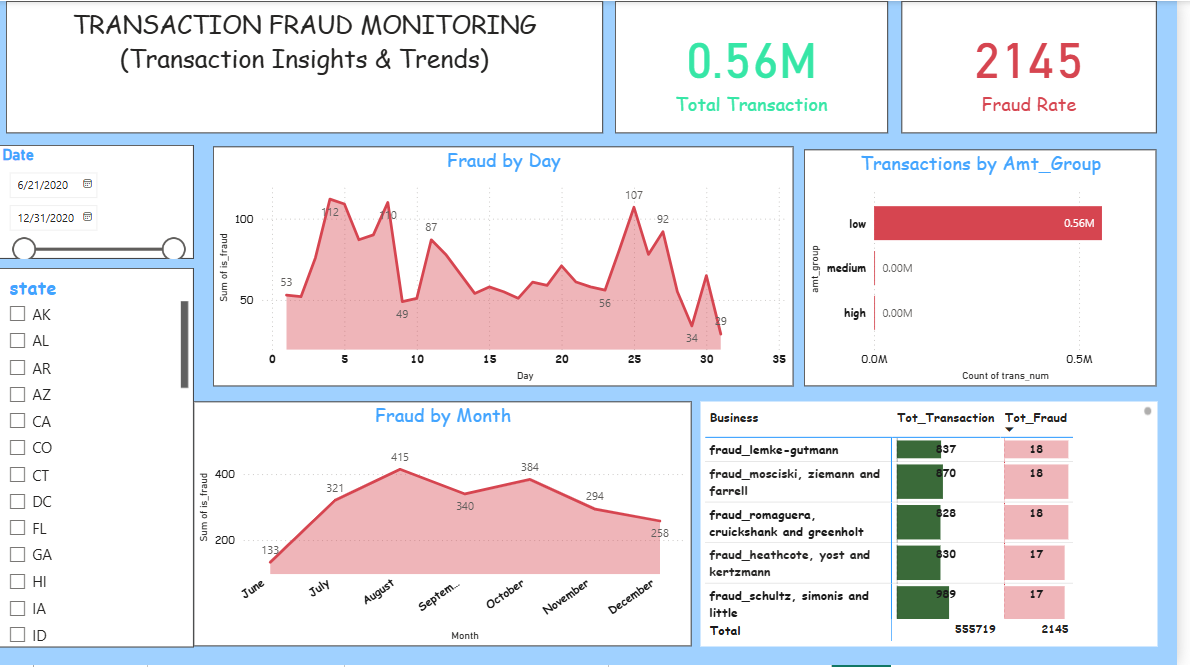 TRANSACTION FRAUD MONITORING
(Transaction Insights & Trends)
0.56M
Total Transaction
2145
Fraud Rate
Date
6/21/2020
12/31/2020
state
AK
AL
AR
AZ
CA
CO
CT
DC
FL
GA
HI
IA
ID
Fraud by Day
Sum of is_fraud
100
50
53
112
110
49
87
56
107
92
34
29
0
5
10
15
20
25
30
35
Day
Transactions by Amt_Group
amt_group
low
0.56M
medium
0.00M
high
0.00M
0.0M
0.5M
Count of trans_num
Fraud by Month
Sum of is_fraud
400
200
133
321
415
340
384
294
258
June
July
August
Septem...
October
November
December
Month
Business Tot_Transaction Tot_Fraud
fraud_lemke-gutmann 837 18
fraud_mosciski, ziemann and 870 18
farrell
fraud_romaguera, 828 18
cruickshank and greenholt
fraud_heathcote, yost and 830 17
kertzmann
fraud_schultz, simonis and 989 17
little
Total 555719 2145